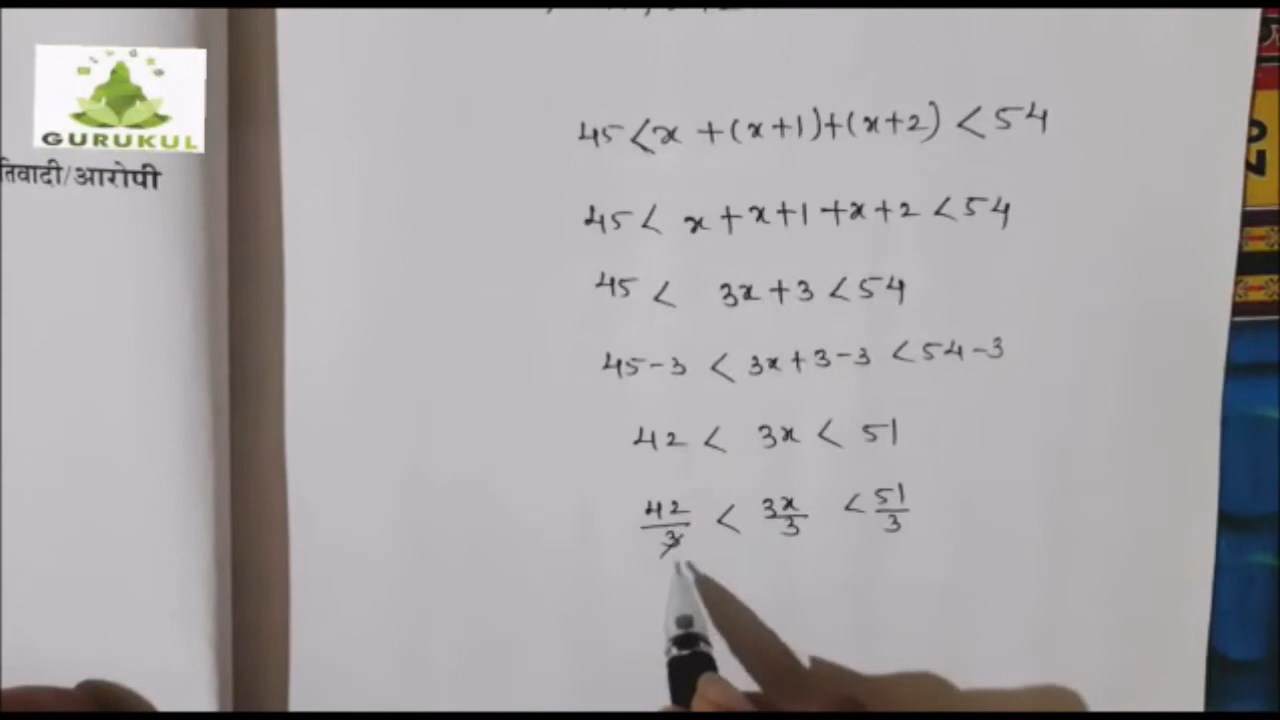 GURUKUL
45 < x + (x+1) + (x+2) < 54
तिवादी/आरोपी
45 < x + x + 1 + x + 2 < 54
45 < 3x + 3 < 54
45 - 3 < 3x + 3 - 3 < 54 - 3
42 < 3x < 51
42/3 < 3x/3 < 51/3